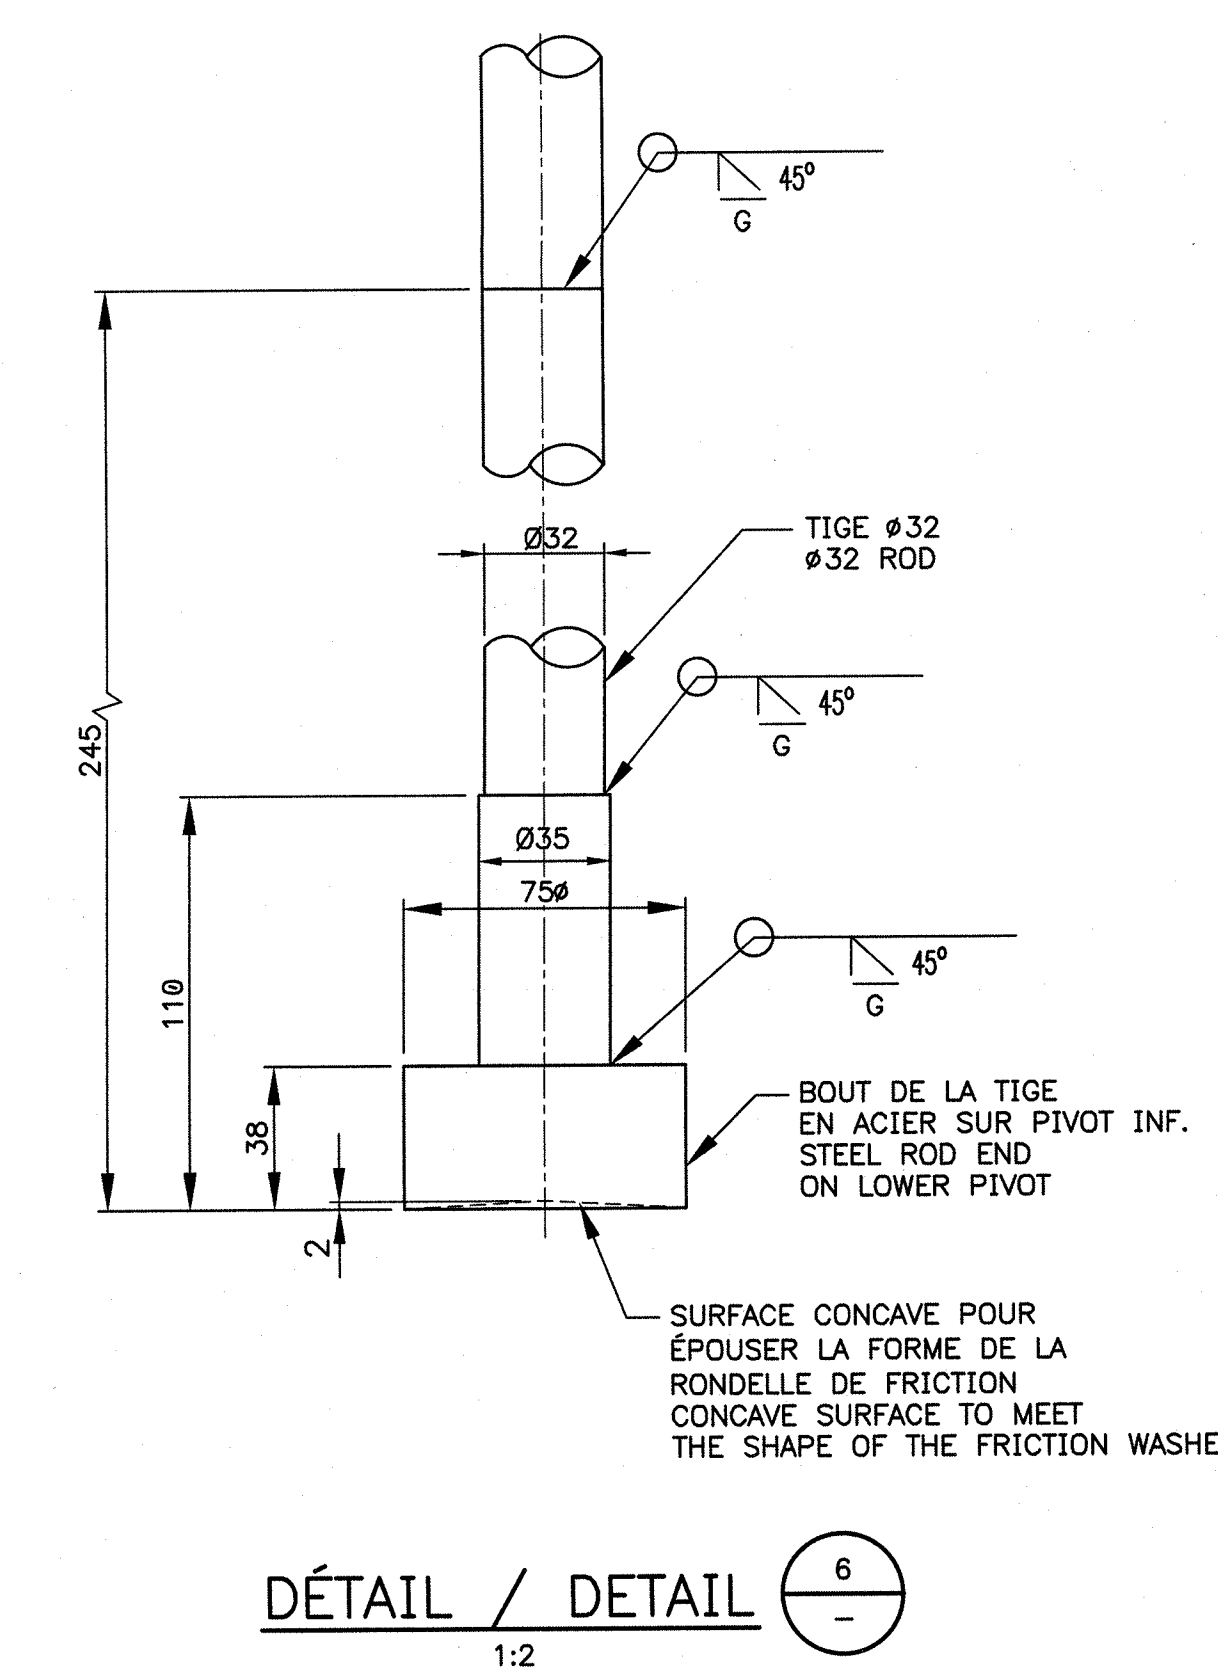 45°
G
Ø32
TIGE ø32
ø32 ROD
45°
G
245
Ø35
75ø
110
45°
G
38
BOUT DE LA TIGE
EN ACIER SUR PIVOT INF.
STEEL ROD END
ON LOWER PIVOT
2
SURFACE CONCAVE POUR
ÉPOUSER LA FORME DE LA
RONDELLE DE FRICTION
CONCAVE SURFACE TO MEET
THE SHAPE OF THE FRICTION WASHE
DÉTAIL / DETAIL
6
–
1:2